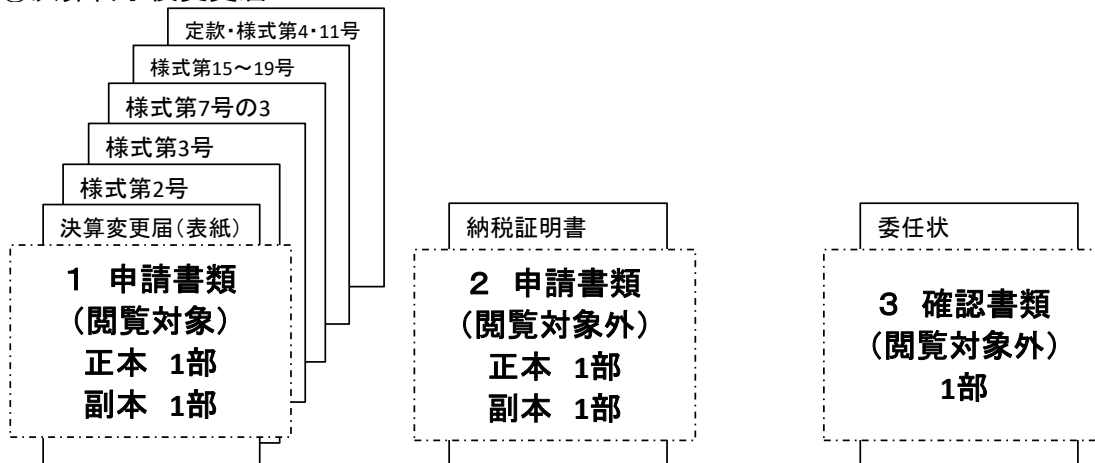 定款・様式第4・11号
様式第15～19号
様式第7号の3
様式第3号
様式第2号
決算変更届（表紙）
1 申請書類
（閲覧対象）
正本 1部
副本 1部
納税証明書
2 申請書類
（閲覧対象外）
正本 1部
副本 1部
委任状
3 確認書類
（閲覧対象外）
1部